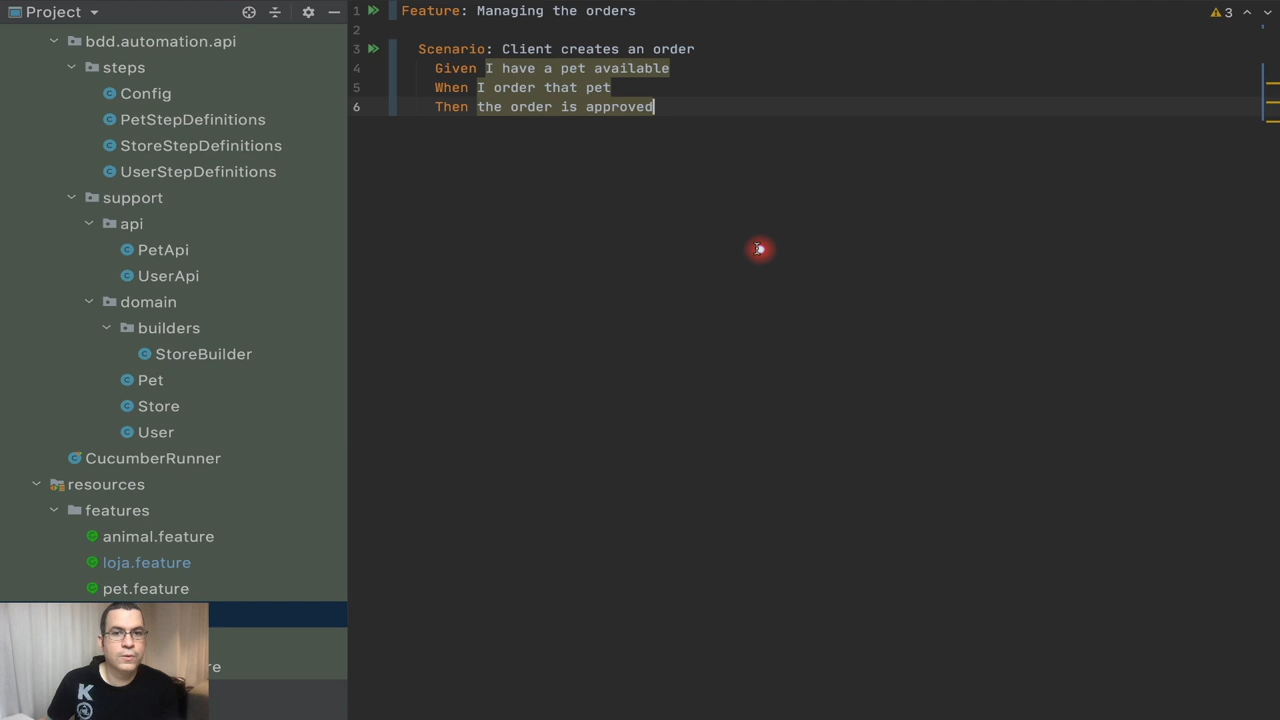 Project
bdd.automation.api
steps
Config
PetStepDefinitions
StoreStepDefinitions
UserStepDefinitions
support
api
PetApi
UserApi
domain
builders
StoreBuilder
Pet
Store
User
CucumberRunner
resources
features
animal.feature
loja.feature
pet.feature
re
K
1 Feature: Managing the orders
2
3 Scenario: Client creates an order
4 Given I have a pet available
5 When I order that pet
6 Then the order is approved
3